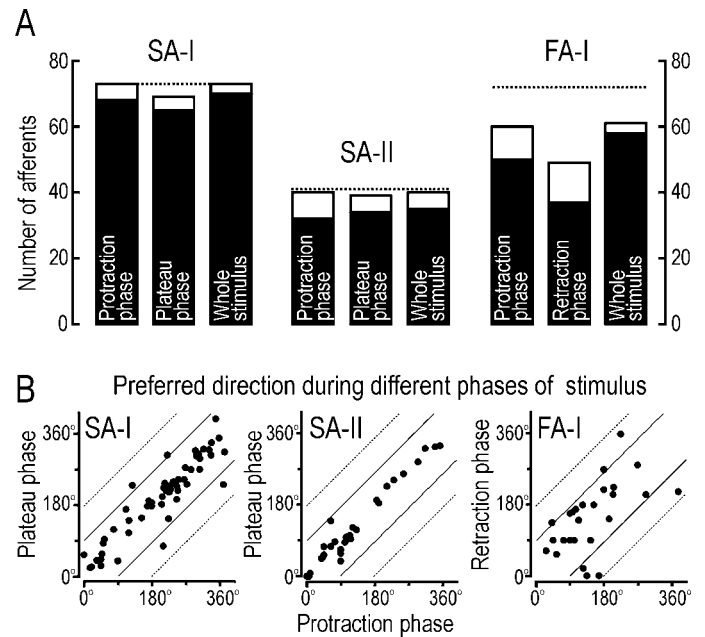 A
SA-I
SA-II
FA-I
Number of afferents
80
60
40
20
0
Protraction phase
Plateau phase
Whole stimulus
Protraction phase
Plateau phase
Whole stimulus
Protraction phase
Retraction phase
Whole stimulus
80
60
40
20
0
B
Preferred direction during different phases of stimulus
SA-I
Plateau phase
360°
180°
0°
0° 180° 360°
SA-II
Plateau phase
360°
180°
0°
0° 180° 360°
FA-I
Retraction phase
360°
180°
0°
0° 180° 360°
Protraction phase